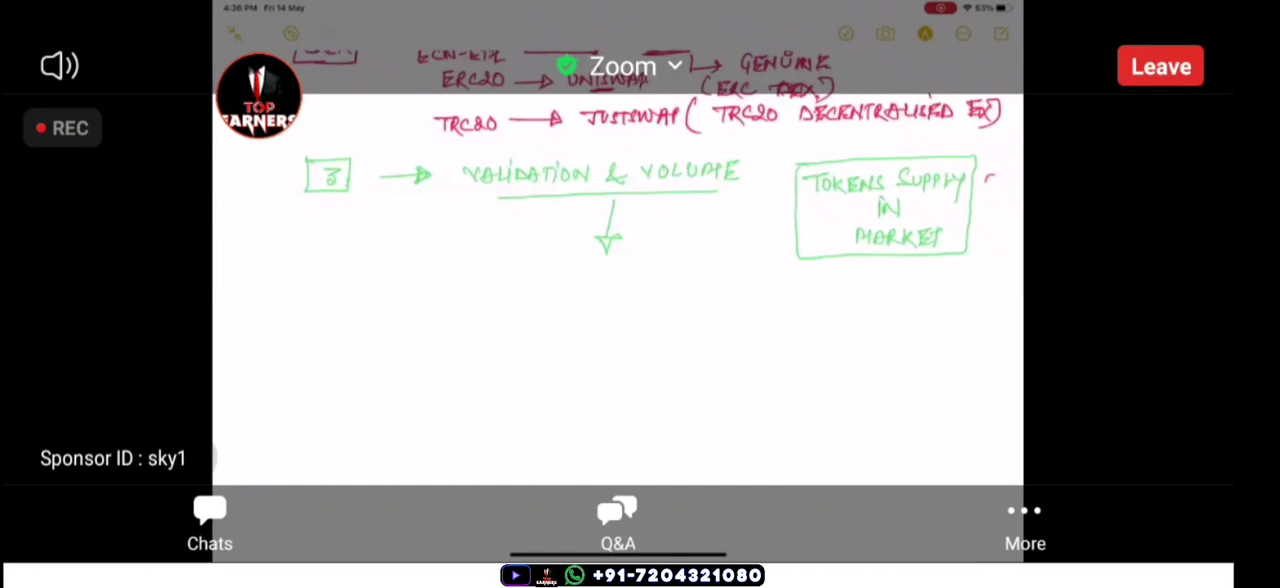 4:36 PM Fri 14 May
63%
ERC20 → UNISWAP
GENUINE
Zoom
Leave
(ERC DEX)
TOP
EARNERS
REC
TRC20 → JUSTSWAP ( TRC20 DECENTRALISED EX)
3 → VALIDATION & VOLUME
TOKENS SUPPLY
IN
MARKET
Sponsor ID : sky1
Chats
Q&A
More
+91-7204321080